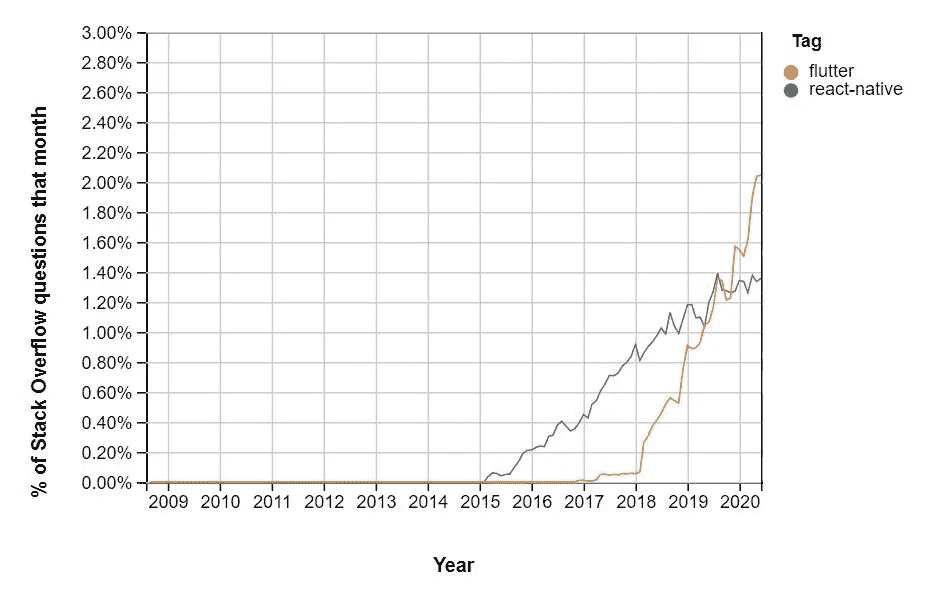 3.00%
2.80%
2.60%
2.40%
2.20%
2.00%
1.80%
1.60%
1.40%
1.20%
1.00%
0.80%
0.60%
0.40%
0.20%
0.00%
% of Stack Overflow questions that month
2009 2010 2011 2012 2013 2014 2015 2016 2017 2018 2019 2020
Year
Tag
flutter
react-native